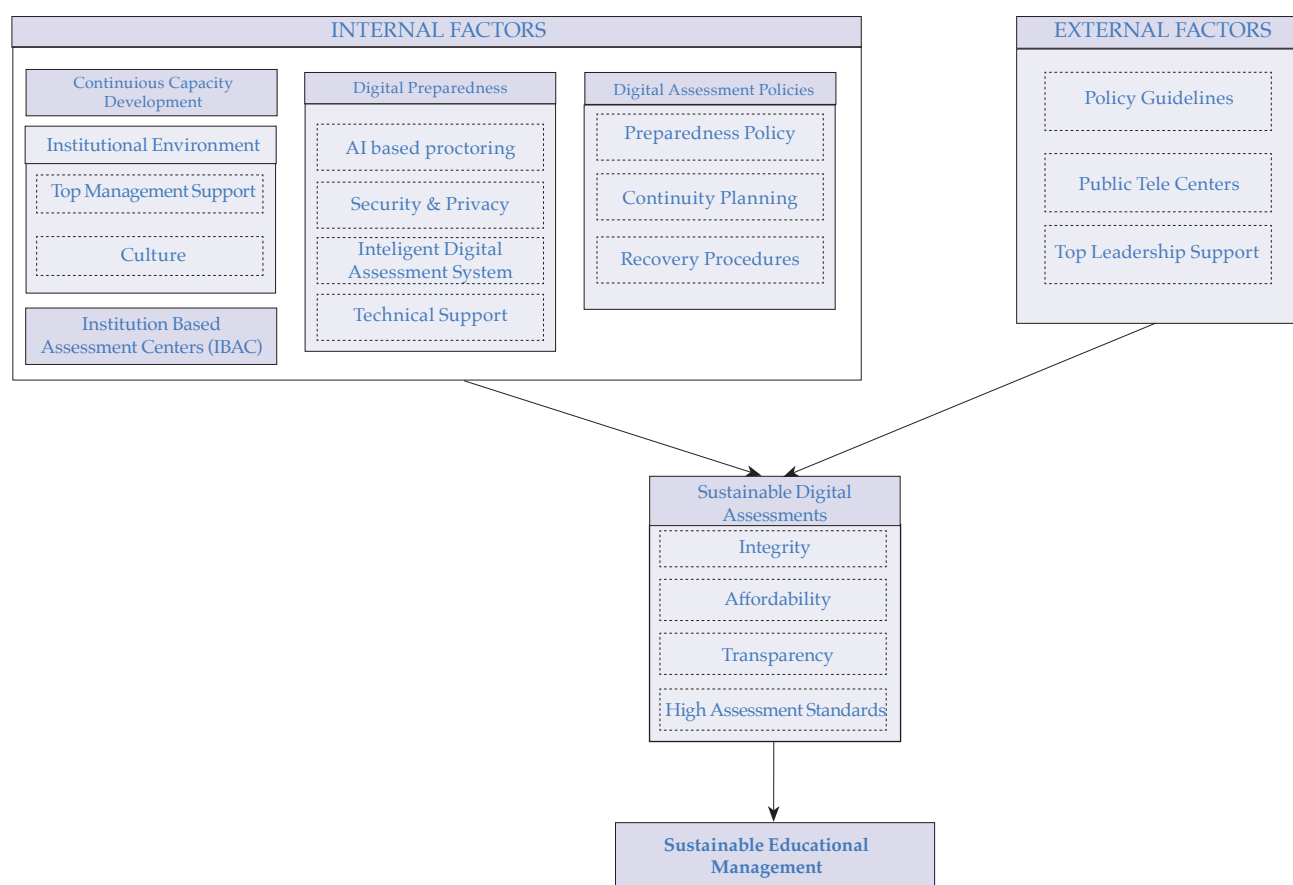 INTERNAL FACTORS
Continuious Capacity
Development
Institutional Environment
Top Management Support
Culture
Institution Based
Assessment Centers (IBAC)
Digital Preparedness
AI based proctoring
Security & Privacy
Inteligent Digital
Assessment System
Technical Support
Digital Assessment Policies
Preparedness Policy
Continuity Planning
Recovery Procedures
EXTERNAL FACTORS
Policy Guidelines
Public Tele Centers
Top Leadership Support
Sustainable Digital
Assessments
Integrity
Affordability
Transparency
High Assessment Standards
Sustainable Educational
Management